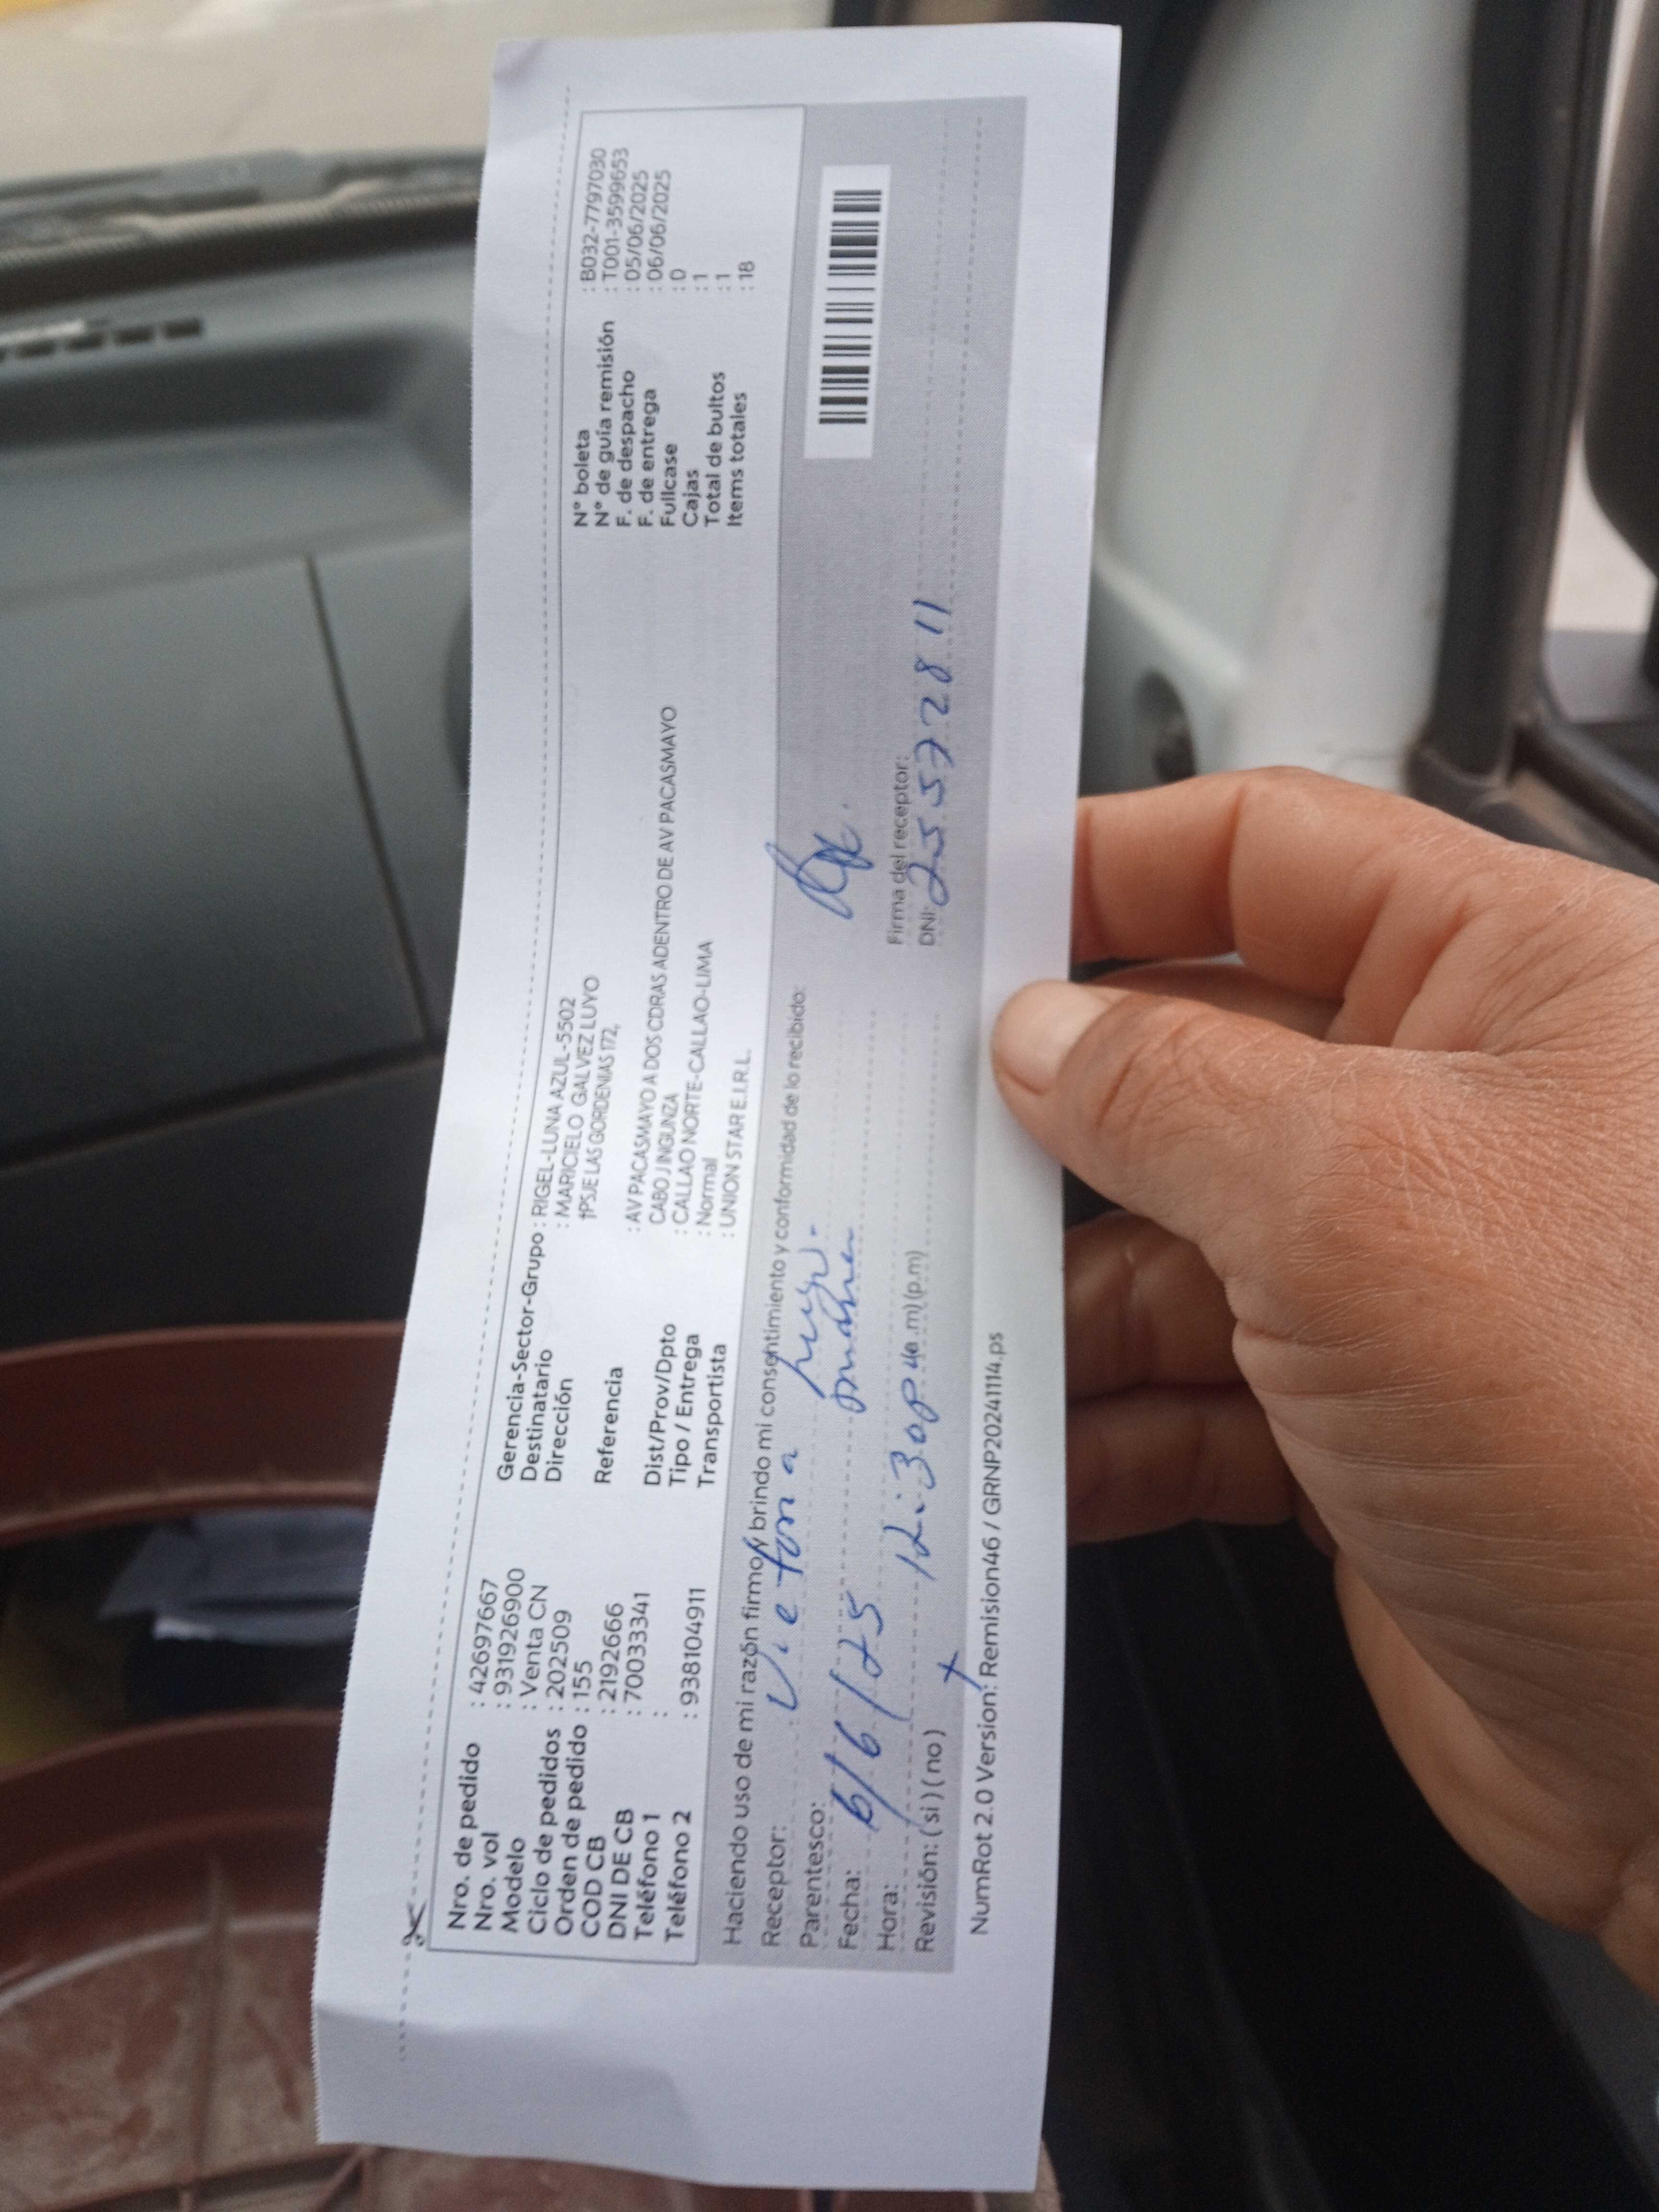 Nro. de pedido : 42697667
Nro. vol : 9319269​00
Modelo : Venta CN
Ciclo de pedidos : 202509
Orden de pedido : 155
COD CB : 2192666
DNI DE CB : 70033341
Teléfono 1 :
Teléfono 2 : 938104911
Gerencia-Sector-Grupo : RIGEL-LUNA AZUL-5502
Destinatario : MARICIELO GALVEZ LUYO
Dirección 1PSJE LAS GORDENIAS 172,
Referencia : AV PACASMAYO A DOS CDRAS ADENTRO DE AV PACASMAYO
CABO J INGUNZA
Dist/Prov/Dpto : CALLAO NORTE-CALLAO-LIMA
Tipo / Entrega : Normal
Transportista : UNION STAR E.I.R.L.
N° boleta : B032-7797030
N° de guía remisión : T001-3599653
F. de despacho : 05/06/2025
F. de entrega : 06/06/2025
Fullcase : 0
Cajas : 1
Total de bultos : 1
Items totales : 18
Haciendo uso de mi razón firmo y brindo mi consentimiento y conformidad de lo recibido:
Receptor:
Parentesco:
Fecha: 6/6/25
Hora: 12:30 p (a.m) (p.m)
Revisión: (si) (no) x
Firma del receptor:
DNI: 25572811
NumRot 2.0 Version: Remision46 / GRNP20241114.ps